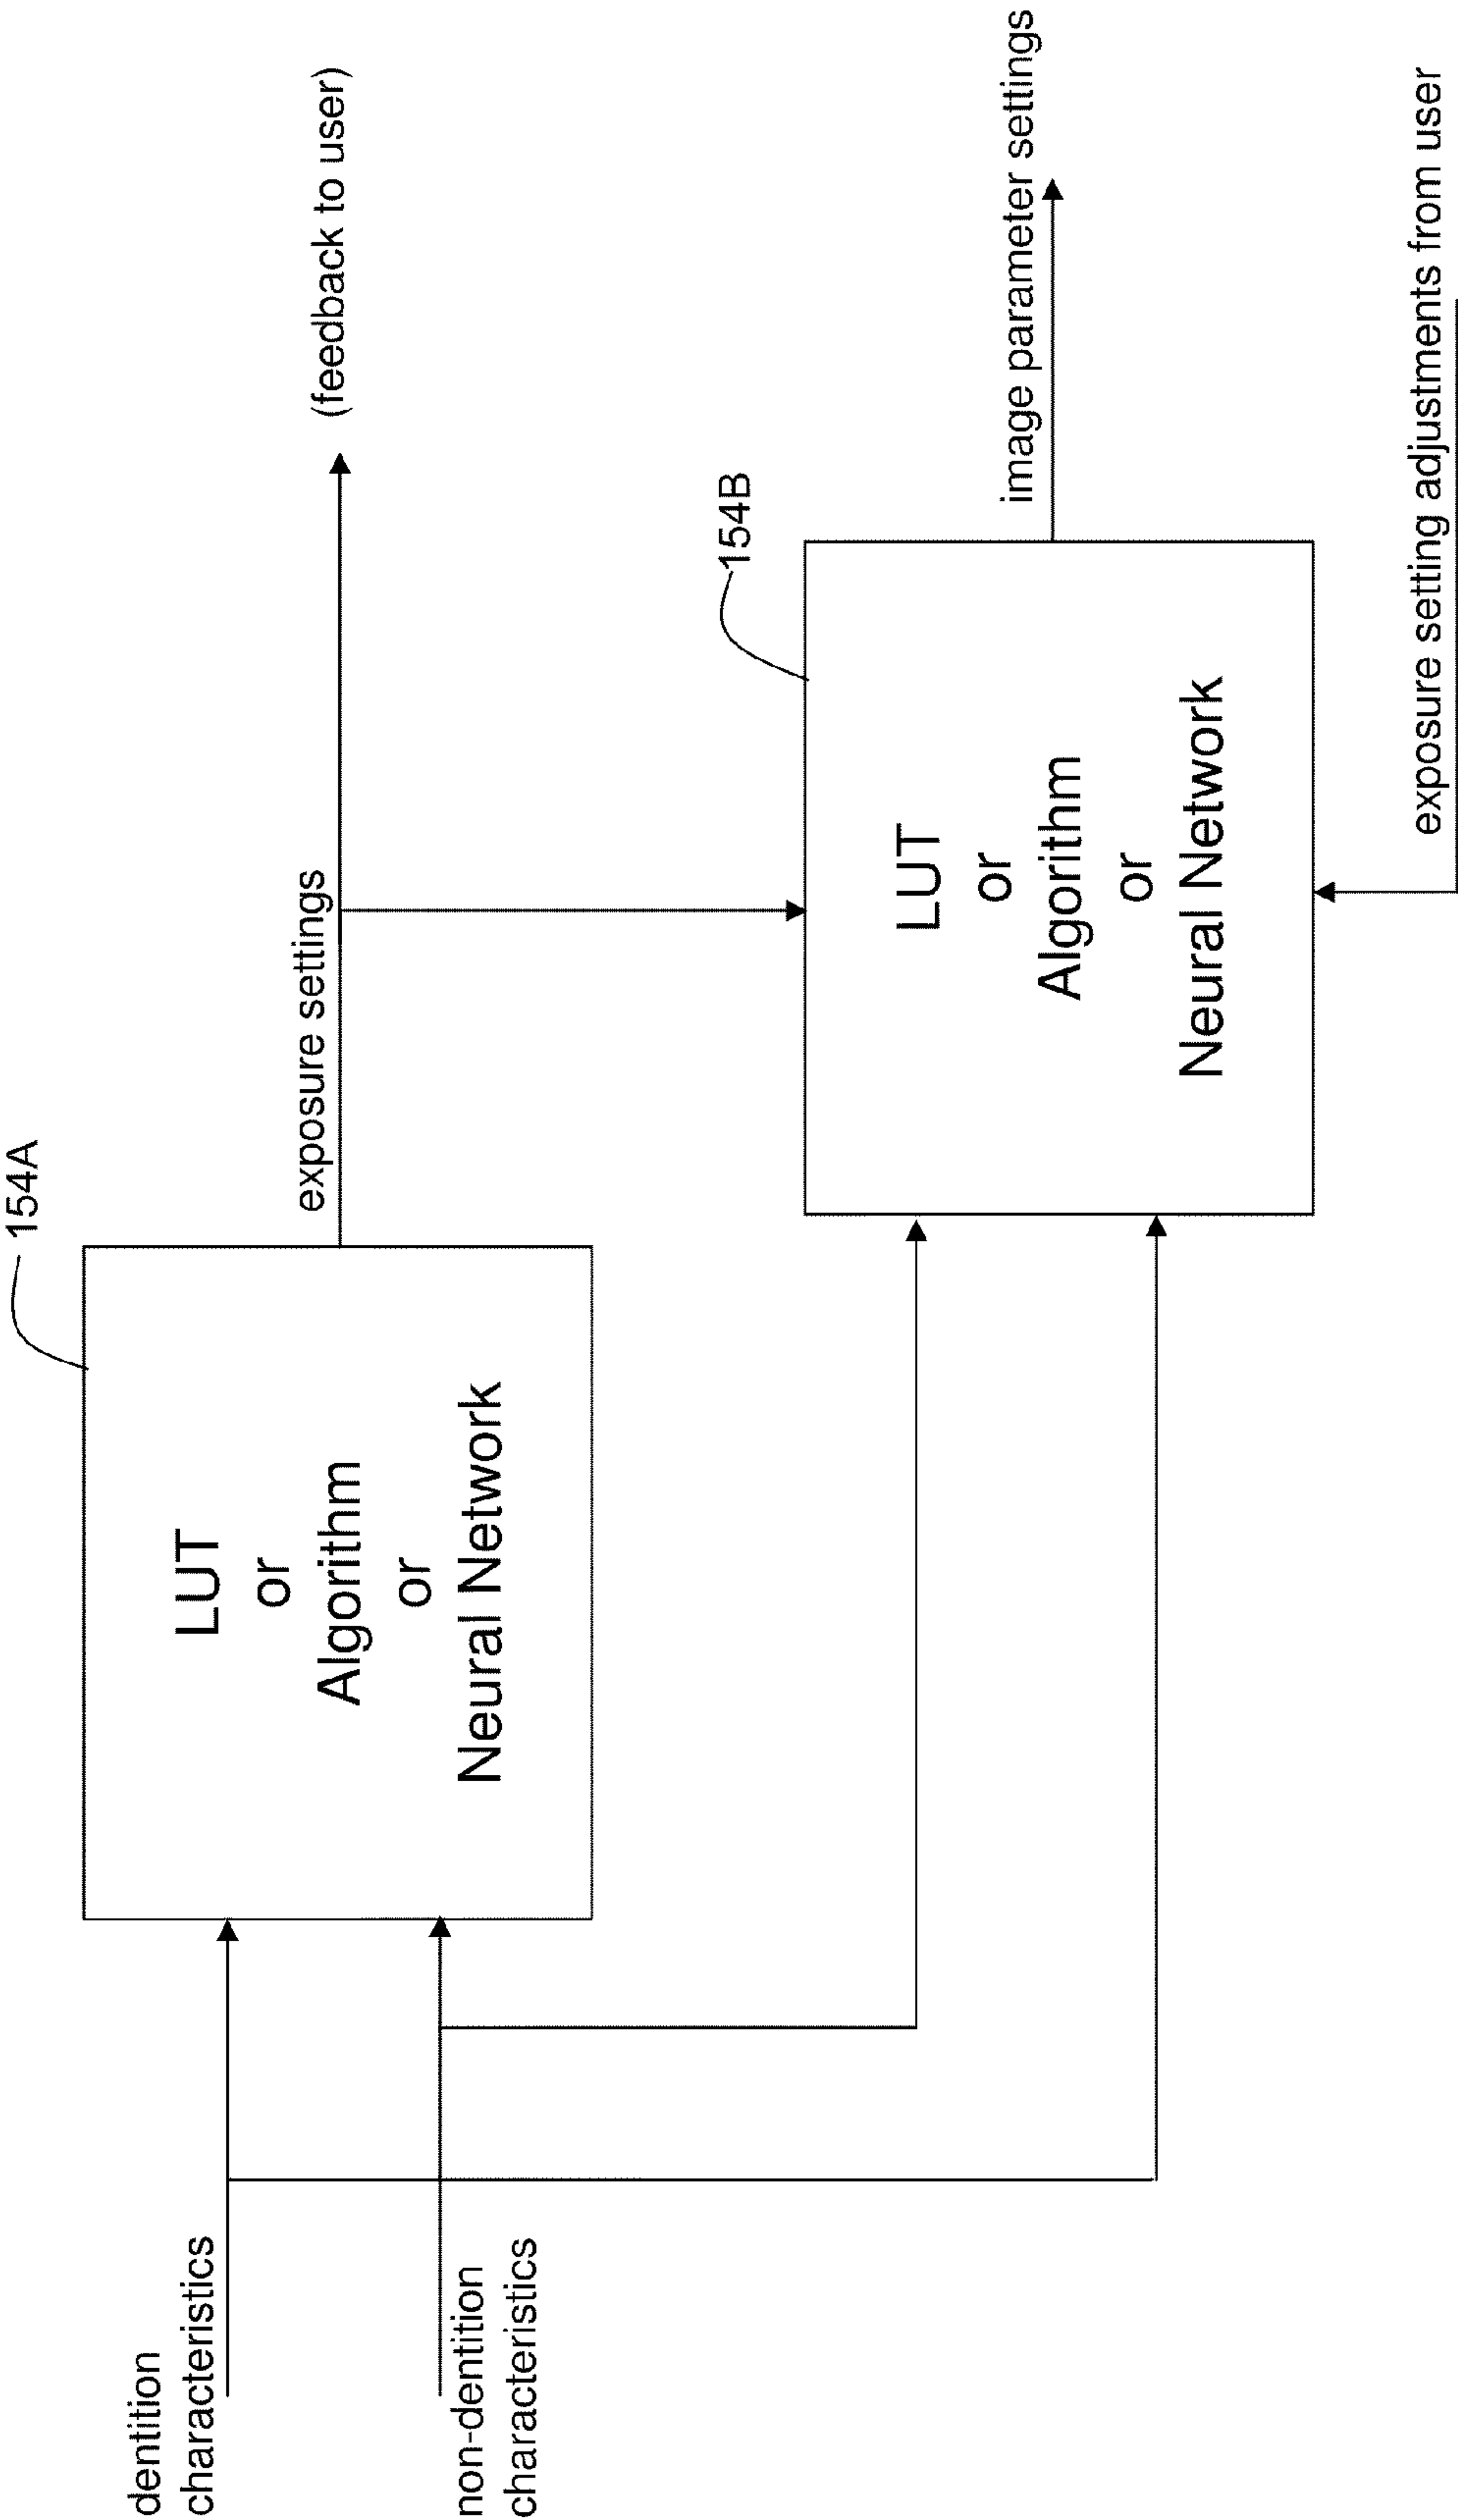 154A
dentition
characteristics
LUT
or
Algorithm
or
Neural Network
exposure settings
(feedback to user)
non-dentition
characteristics
154B
LUT
or
Algorithm
or
Neural Network
image parameter settings
exposure setting adjustments from user